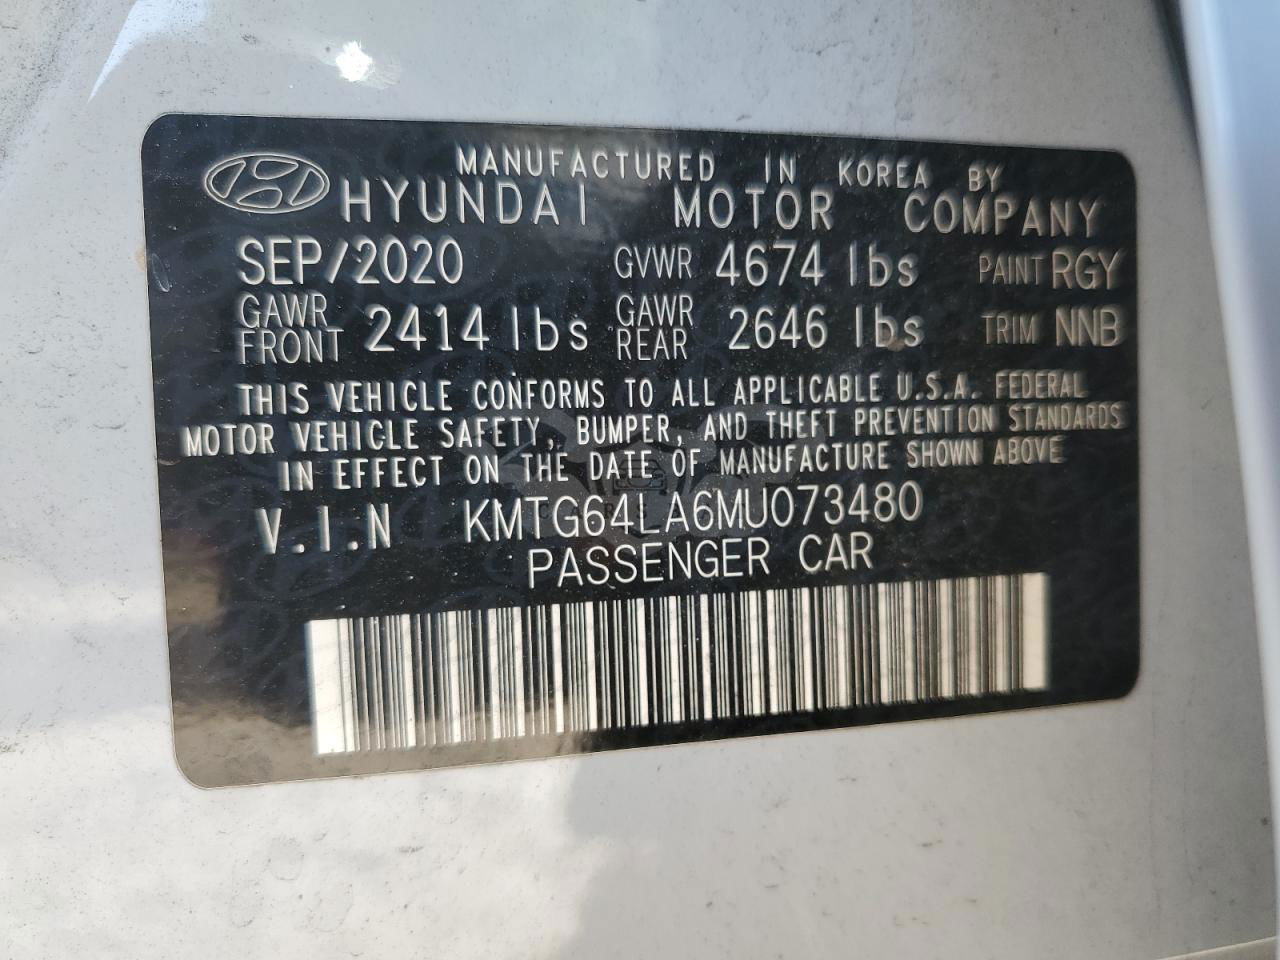 MANUFACTURED IN KOREA BY
HYUNDAI MOTOR COMPANY
SEP/2020 GVWR 4674 lbs PAINT RGY
GAWR FRONT 2414 lbs GAWR REAR 2646 lbs TRIM NNB
THIS VEHICLE CONFORMS TO ALL APPLICABLE U.S.A. FEDERAL
MOTOR VEHICLE SAFETY, BUMPER, AND THEFT PREVENTION STANDARDS
IN EFFECT ON THE DATE OF MANUFACTURE SHOWN ABOVE
V.I.N KMTG64LA6MU073480
PASSENGER CAR